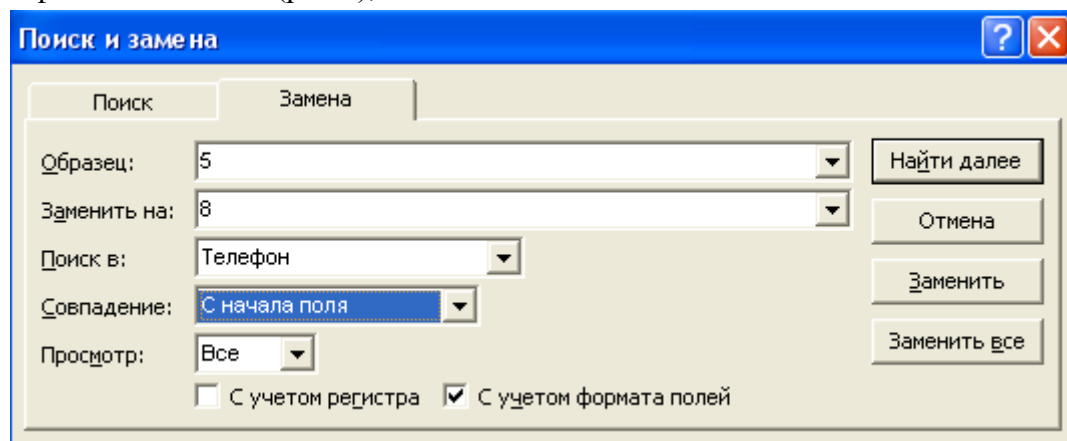 Поиск и замена
Поиск Замена
Образец: 5 Найти далее
Заменить на: 8 Отмена
Поиск в: Телефон
Совпадение: С начала поля Заменить
Просмотр: Все Заменить все
С учетом регистра С учетом формата полей